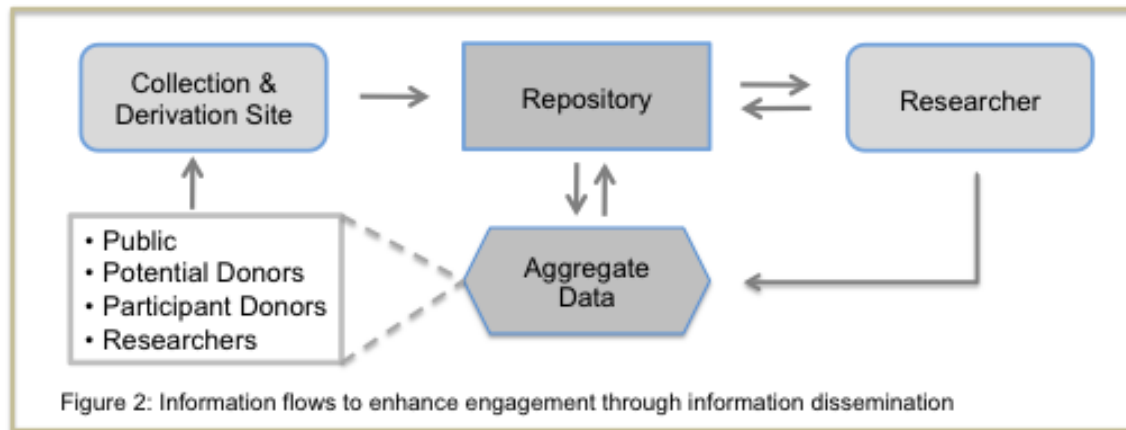 Collection &
Derivation Site
Repository
Researcher
• Public
• Potential Donors
• Participant Donors
• Researchers
Aggregate
Data
Figure 2: Information flows to enhance engagement through information dissemination